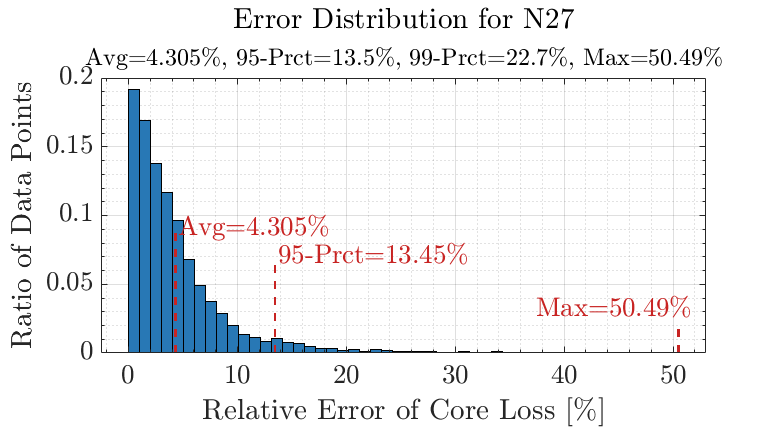 Error Distribution for N27
Avg=4.305%, 95-Prct=13.5%, 99-Prct=22.7%, Max=50.49%
Ratio of Data Points
0.2
0.15
0.1
0.05
0
Avg=4.305%
95-Prct=13.45%
Max=50.49%
0 10 20 30 40 50
Relative Error of Core Loss [%]